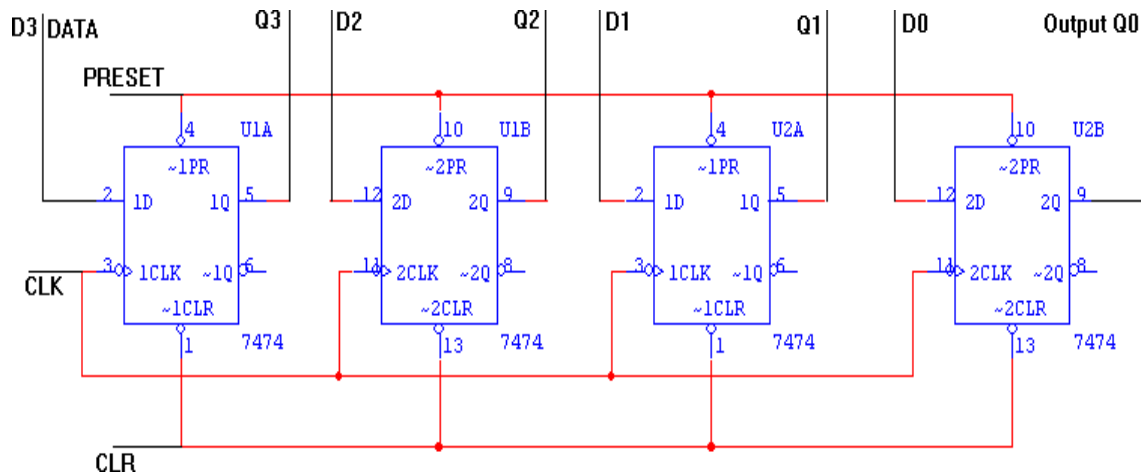 D3 DATA Q3 D2 Q2 D1 Q1 D0 Output Q0
PRESET
4 U1A 10 U1B 4 U2A 10 U2B
~1PR ~2PR ~1PR ~2PR
2 1D 1Q 5 12 2D 2Q 9 2 1D 1Q 5 12 2D 2Q 9
3 1CLK ~1Q 6 11 2CLK ~2Q 8 3 1CLK ~1Q 6 11 2CLK ~2Q 8
CLK
~1CLR ~2CLR ~1CLR ~2CLR
1 7474 13 7474 1 7474 13 7474
CLR